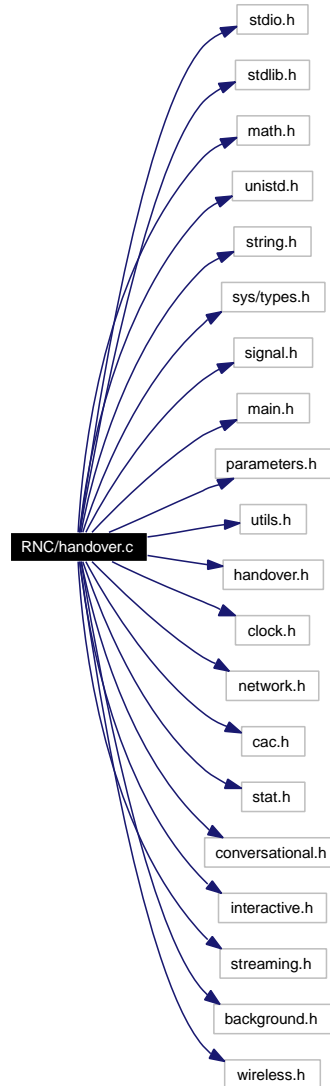 stdio.h
stdlib.h
math.h
unistd.h
string.h
sys/types.h
signal.h
main.h
parameters.h
utils.h
RNC/handover.c
handover.h
clock.h
network.h
cac.h
stat.h
conversational.h
interactive.h
streaming.h
background.h
wireless.h